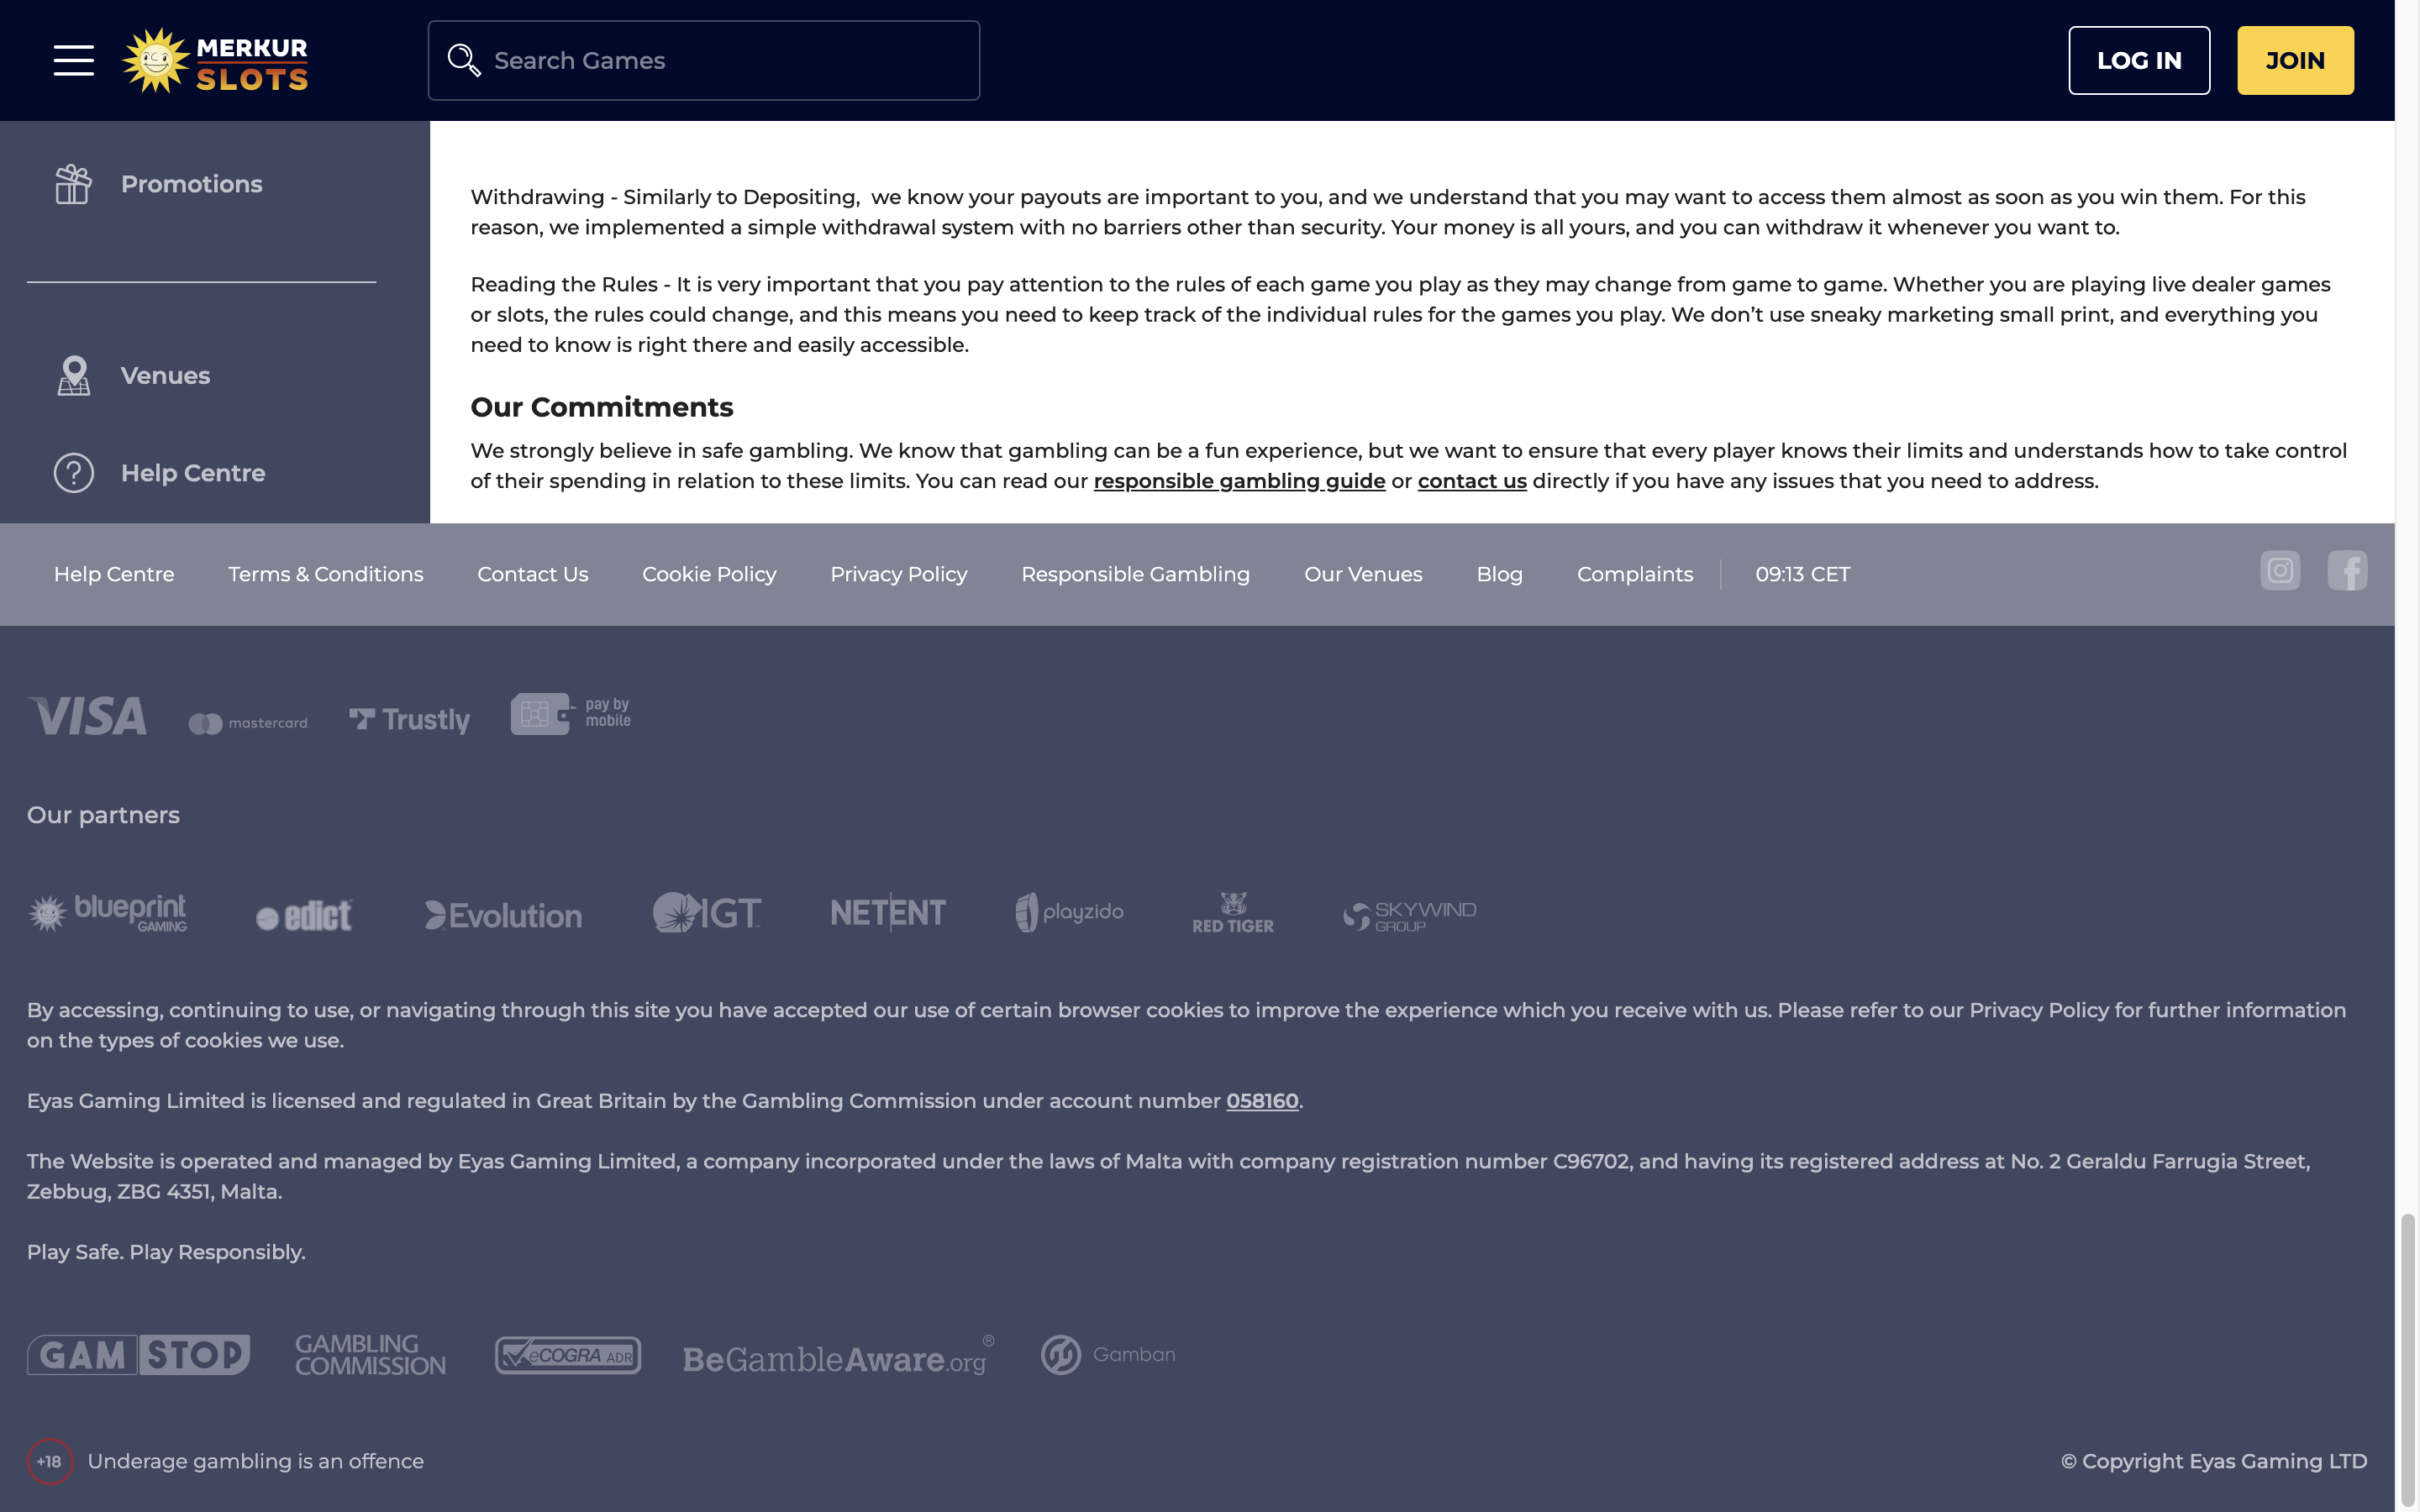 MERKUR
SLOTS
Search Games
LOG IN
JOIN
Promotions
Venues
Help Centre
Withdrawing - Similarly to Depositing,  we know your payouts are important to you, and we understand that you may want to access them almost as soon as you win them. For this
reason, we implemented a simple withdrawal system with no barriers other than security. Your money is all yours, and you can withdraw it whenever you want to.
Reading the Rules - It is very important that you pay attention to the rules of each game you play as they may change from game to game. Whether you are playing live dealer games
or slots, the rules could change, and this means you need to keep track of the individual rules for the games you play. We don’t use sneaky marketing small print, and everything you
need to know is right there and easily accessible.
Our Commitments
We strongly believe in safe gambling. We know that gambling can be a fun experience, but we want to ensure that every player knows their limits and understands how to take control
of their spending in relation to these limits. You can read our responsible gambling guide or contact us directly if you have any issues that you need to address.
Help Centre Terms & Conditions Contact Us Cookie Policy Privacy Policy Responsible Gambling Our Venues Blog Complaints 09:13 CET
VISA mastercard Trustly pay by
mobile
Our partners
blueprint
GAMING
edict
Evolution
IGT
NETENT
playzido
RED TIGER
SKYWIND
GROUP
By accessing, continuing to use, or navigating through this site you have accepted our use of certain browser cookies to improve the experience which you receive with us. Please refer to our Privacy Policy for further information
on the types of cookies we use.
Eyas Gaming Limited is licensed and regulated in Great Britain by the Gambling Commission under account number 058160.
The Website is operated and managed by Eyas Gaming Limited, a company incorporated under the laws of Malta with company registration number C96702, and having its registered address at No. 2 Geraldu Farrugia Street,
Zebbug, ZBG 4351, Malta.
Play Safe. Play Responsibly.
GAM STOP
GAMBLING
COMMISSION
eCOGRA ADR
BeGambleAware.org®
Gamban
+18 Underage gambling is an offence
© Copyright Eyas Gaming LTD